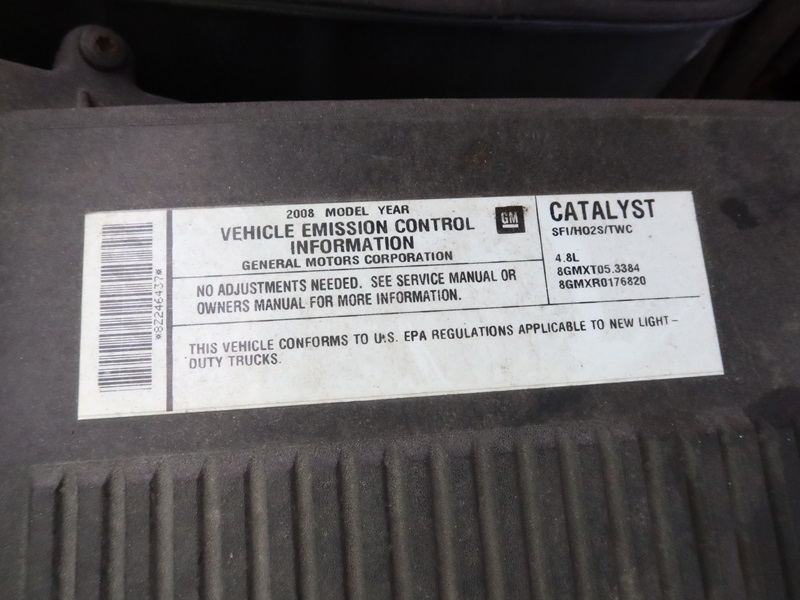 2008 MODEL YEAR
VEHICLE EMISSION CONTROL
INFORMATION
GENERAL MOTORS CORPORATION
GM
NO ADJUSTMENTS NEEDED. SEE SERVICE MANUAL OR
OWNERS MANUAL FOR MORE INFORMATION.
CATALYST
SFI/HO2S/TWC
4.8L
8GMXT05.3384
8GMXR0176820
THIS VEHICLE CONFORMS TO U.S. EPA REGULATIONS APPLICABLE TO NEW LIGHT-
DUTY TRUCKS.
*8Z246437*